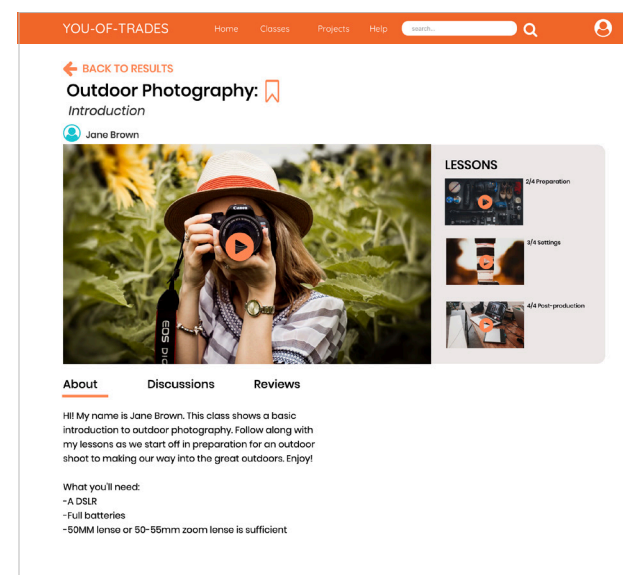 YOU-OF-TRADES
Home
Classes
Projects
Help
search...
BACK TO RESULTS
Outdoor Photography:
Introduction
Jane Brown
Canon
EOS DIG
LESSONS
2/4 Preparation
3/4 Settings
4/4 Post-production
About
Discussions
Reviews
HI! My name is Jane Brown. This class shows a basic
introduction to outdoor photography. Follow along with
my lessons as we start off in preparation for an outdoor
shoot to making our way into the great outdoors. Enjoy!
What you'll need:
-A DSLR
-Full batteries
-50MM lense or 50-55mm zoom lense is sufficient